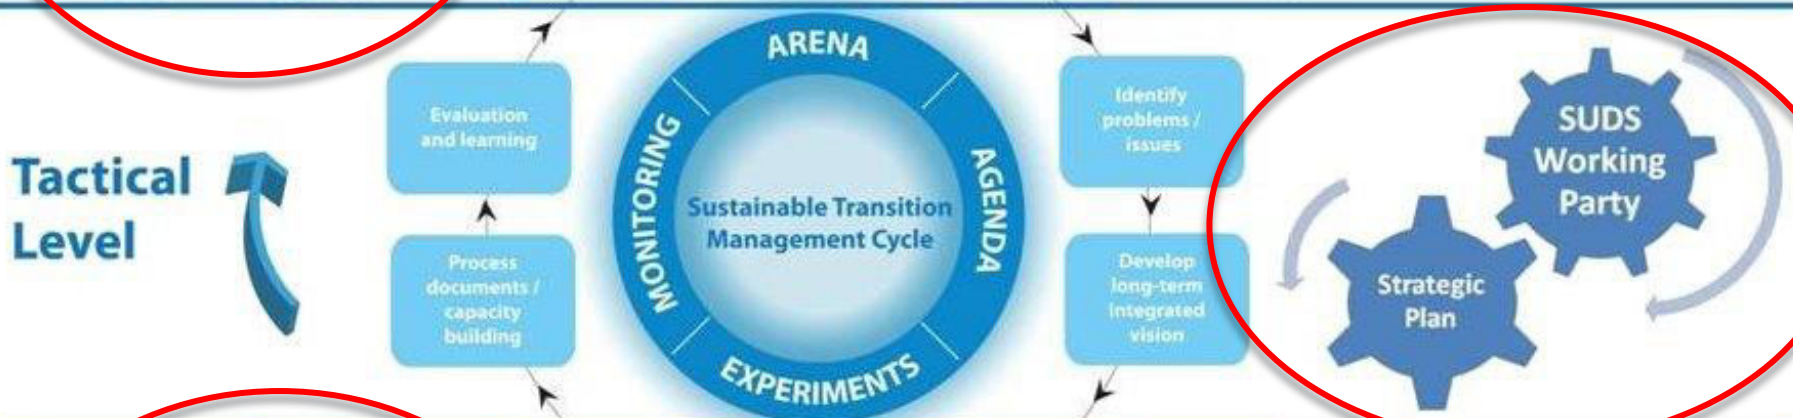 Tactical
Level
Evaluation
and learning
Process
documents /
capacity
building
ARENA
MONITORING
AGENDA
EXPERIMENTS
Sustainable Transition
Management Cycle
Identify
problems /
issues
Develop
long-term
integrated
vision
SUDS
Working
Party
Strategic
Plan